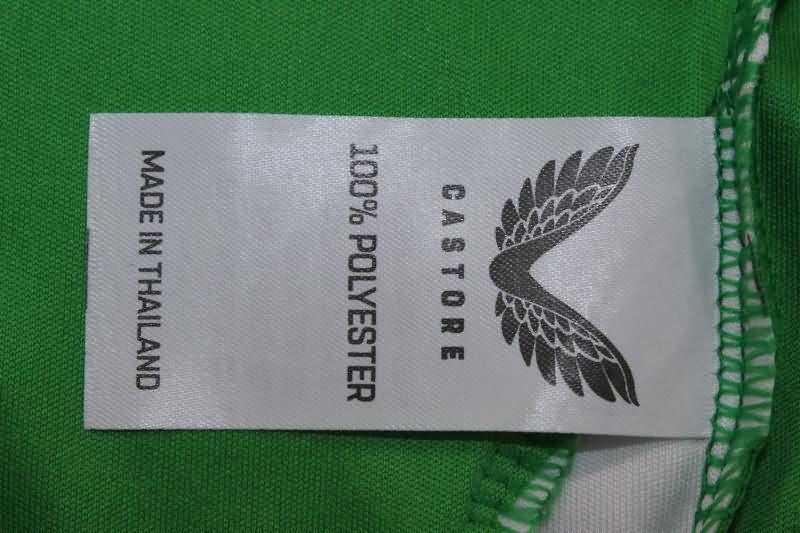 CASTORE
100% POLYESTER
MADE IN THAILAND